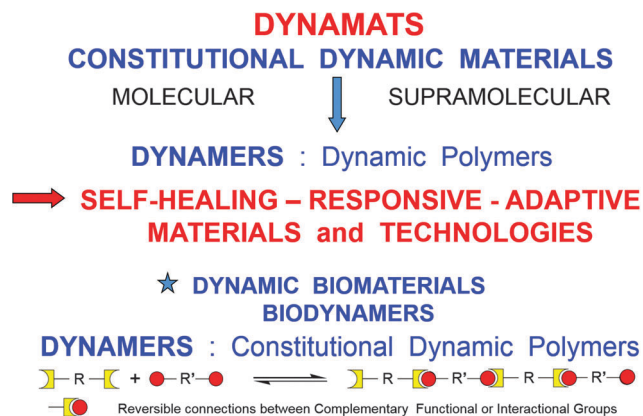 DYNAMATS
CONSTITUTIONAL DYNAMIC MATERIALS
MOLECULAR SUPRAMOLECULAR
DYNAMERS : Dynamic Polymers
SELF-HEALING – RESPONSIVE - ADAPTIVE
MATERIALS and TECHNOLOGIES
DYNAMIC BIOMATERIALS
BIODYNAMERS
DYNAMERS : Constitutional Dynamic Polymers
R + R' R R' R R'
Reversible connections between Complementary Functional or Interactional Groups